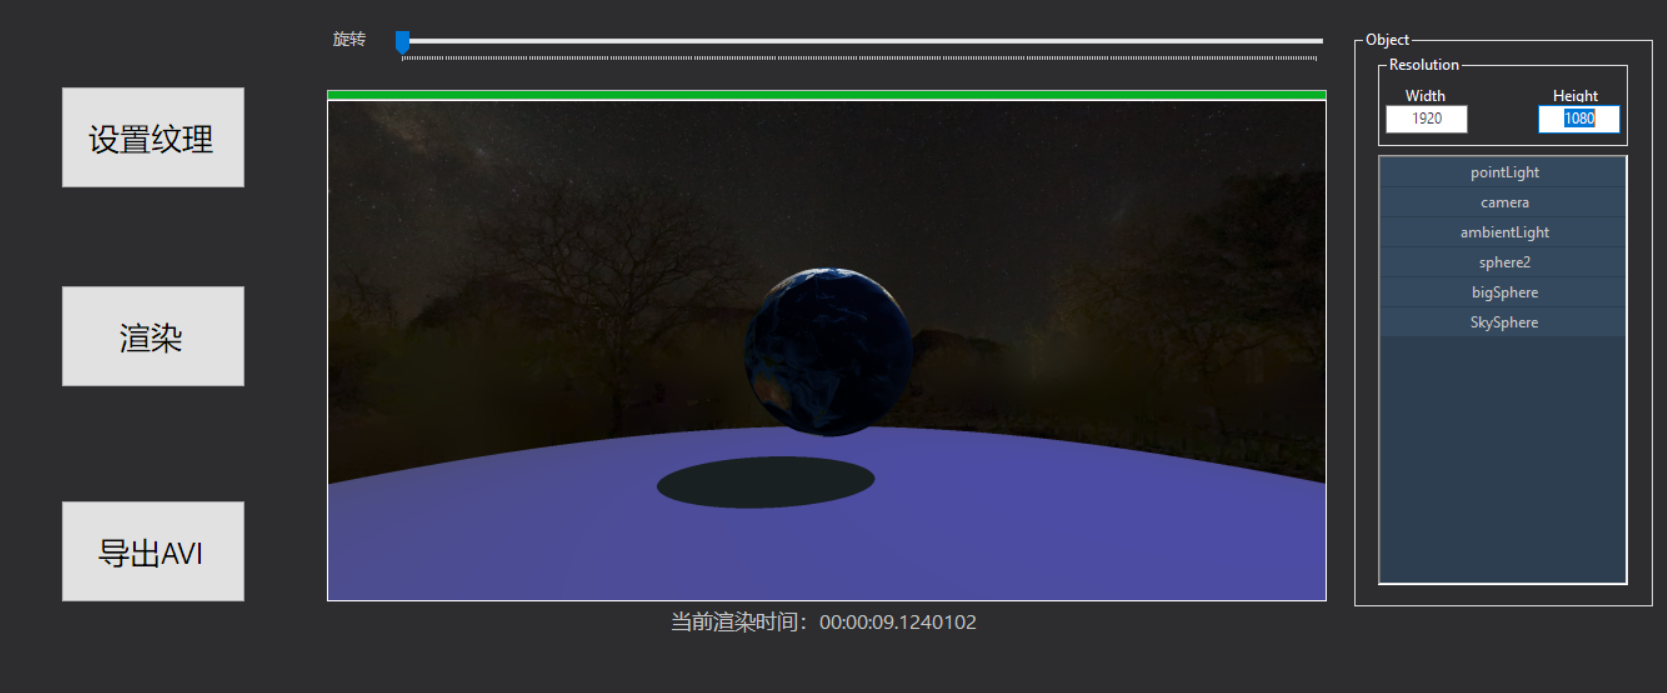 旋转
设置纹理
渲染
导出AVI
当前渲染时间：00:00:09.1240102
Object
Resolution
Width Height
1920 1080
pointLight
camera
ambientLight
sphere2
bigSphere
SkySphere